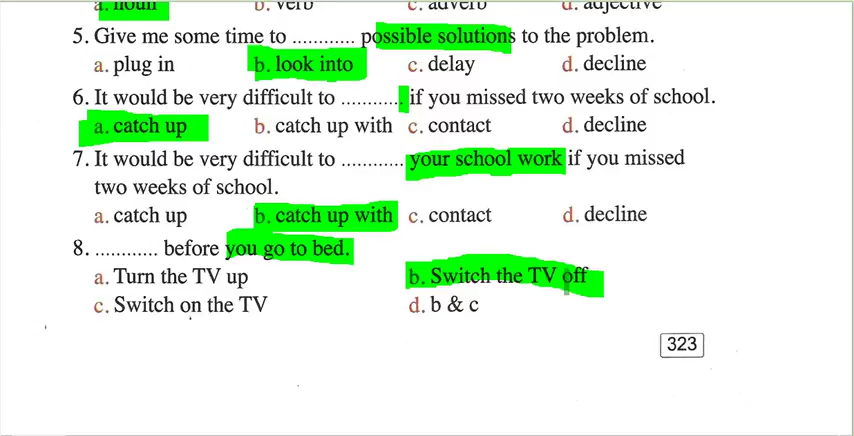 a. noun b. verb c. adverb d. adjective
5. Give me some time to ............ possible solutions to the problem.
a. plug in b. look into c. delay d. decline
6. It would be very difficult to ............ if you missed two weeks of school.
a. catch up b. catch up with c. contact d. decline
7. It would be very difficult to ............ your school work if you missed
two weeks of school.
a. catch up b. catch up with c. contact d. decline
8. ............ before you go to bed.
a. Turn the TV up b. Switch the TV off
c. Switch on the TV d. b & c
323